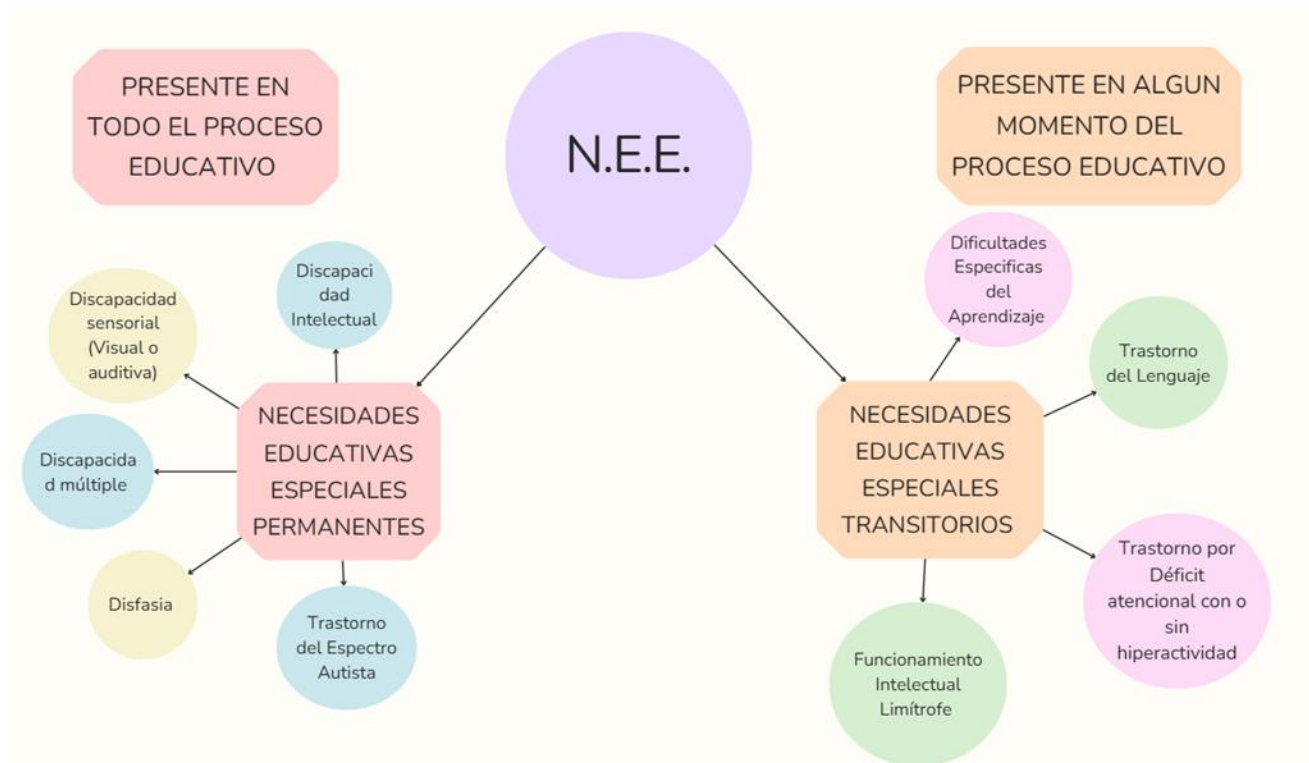 PRESENTE EN
TODO EL PROCESO
EDUCATIVO
N.E.E.
PRESENTE EN ALGUN
MOMENTO DEL
PROCESO EDUCATIVO
Discapacidad
sensorial
(Visual o
auditiva)
Discapaci
dad
Intelectual
Discapacida
d múltiple
Disfasia
Trastorno
del Espectro
Autista
NECESIDADES
EDUCATIVAS
ESPECIALES
PERMANENTES
Dificultades
Especificas
del
Aprendizaje
Trastorno
del Lenguaje
NECESIDADES
EDUCATIVAS
ESPECIALES
TRANSITORIOS
Trastorno por
Déficit
atencional con o
sin
hiperactividad
Funcionamiento
Intelectual
Limítrofe